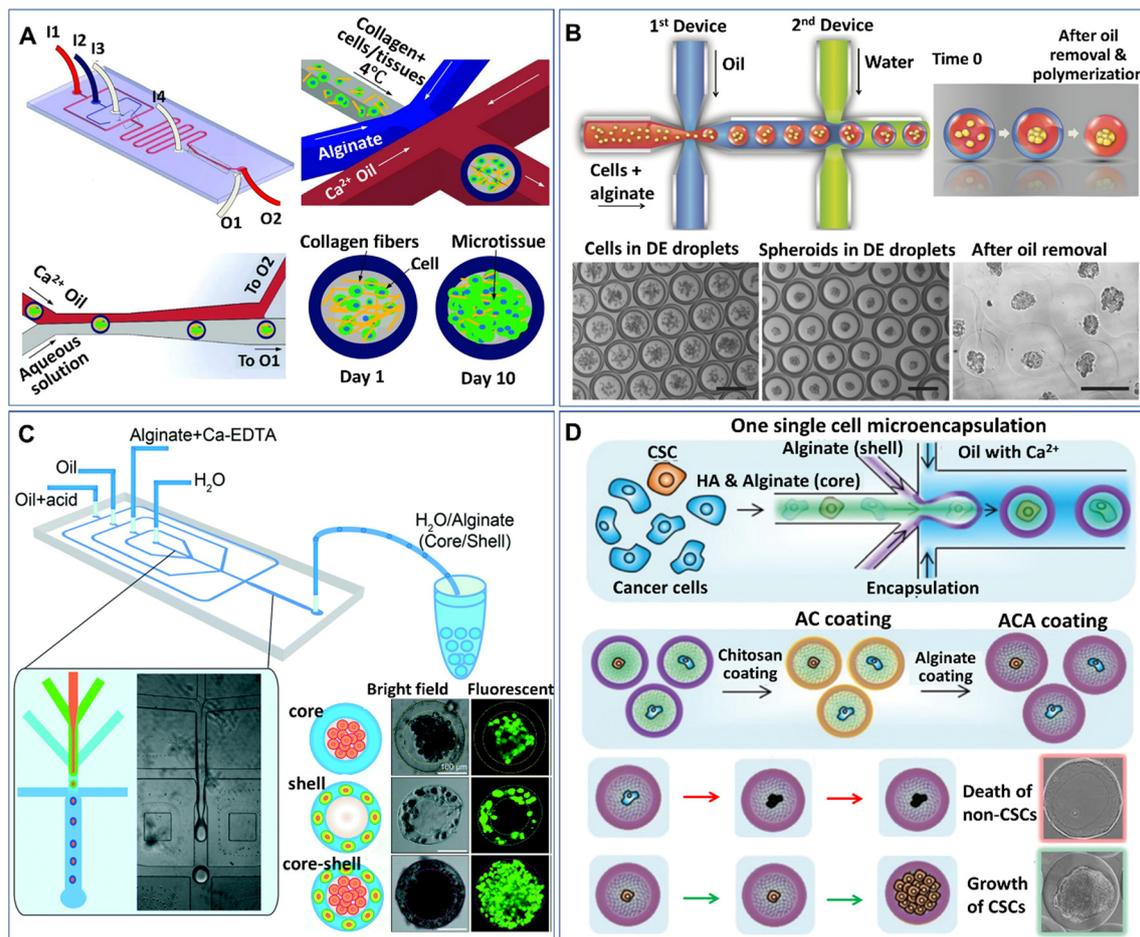 A
I1
I2
I3
I4
O1
O2
Collagen+
cells/tissues
4°C
Alginate
Ca²⁺ Oil
Ca²⁺ Oil
To O2
Aqueous
solution
To O1
Collagen fibers
Cell
Microtissue
Day 1
Day 10
B
1st Device
2nd Device
Oil
Water
Cells +
alginate
Time 0
After oil
removal &
polymerization
Cells in DE droplets
Spheroids in DE droplets
After oil removal
C
Alginate+Ca-EDTA
Oil
Oil+acid
H₂O
H₂O/Alginate
(Core/Shell)
Bright field
Fluorescent
core
100 µm
shell
core-shell
D
One single cell microencapsulation
Alginate (shell)
Oil with Ca²⁺
CSC
HA & Alginate (core)
Cancer cells
Encapsulation
AC coating
ACA coating
Chitosan
coating
Alginate
coating
Death of
non-CSCs
Growth
of CSCs